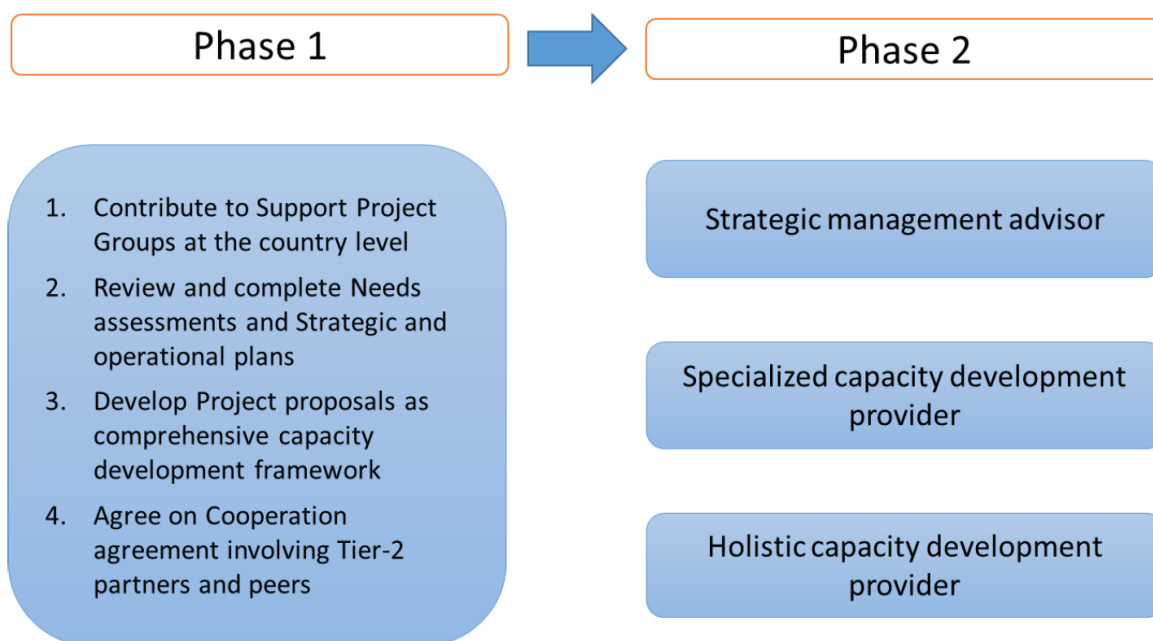 Phase 1
Phase 2
1. Contribute to Support Project
Groups at the country level
2. Review and complete Needs
assessments and Strategic and
operational plans
3. Develop Project proposals as
comprehensive capacity
development framework
4. Agree on Cooperation
agreement involving Tier-2
partners and peers
Strategic management advisor
Specialized capacity development
provider
Holistic capacity development
provider